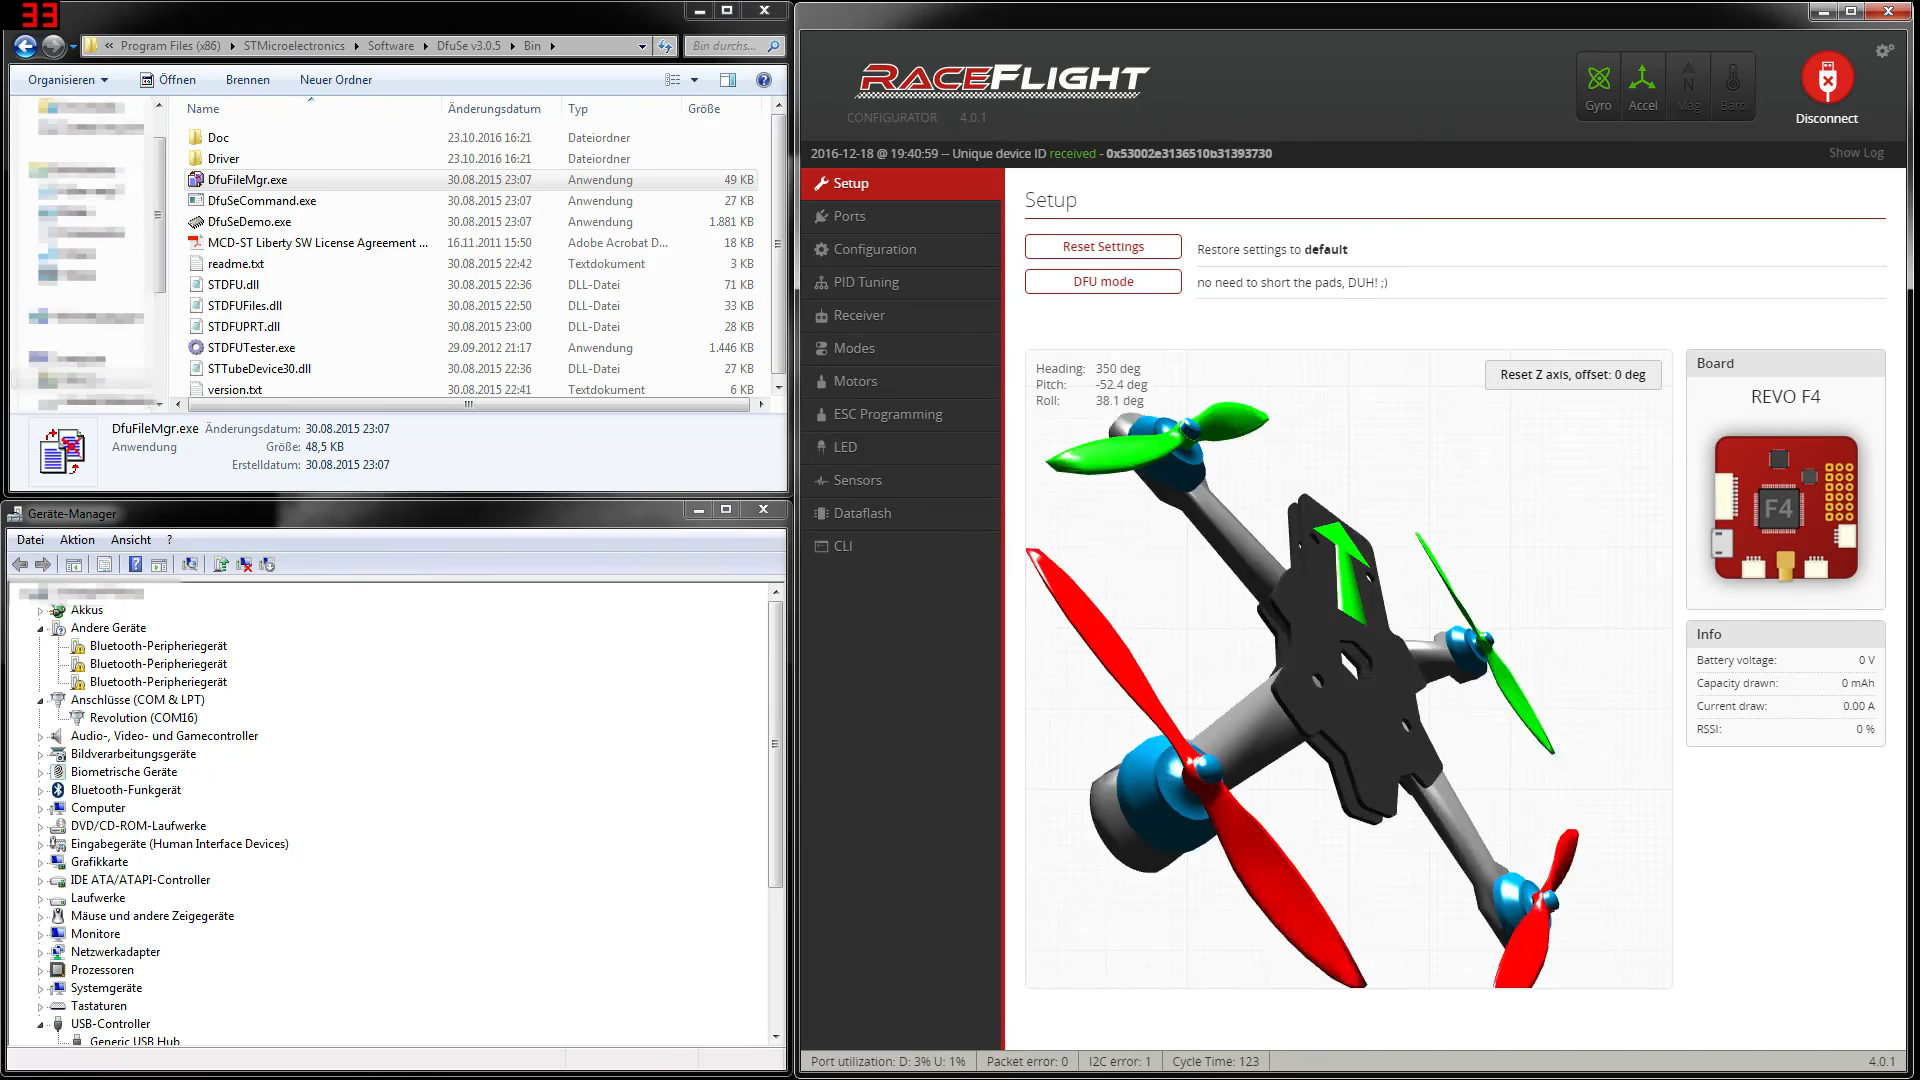 33
« Program Files (x86) ▸ STMicroelectronics ▸ Software ▸ DfuSe v3.0.5 ▸ Bin ▸
Bin durchs...
Organisieren Öffnen Brennen Neuer Ordner
Name Änderungsdatum Typ Größe
Doc 23.10.2016 16:21 Dateiordner
Driver 23.10.2016 16:21 Dateiordner
DfuFileMgr.exe 30.08.2015 23:07 Anwendung 49 KB
DfuSeCommand.exe 30.08.2015 23:07 Anwendung 27 KB
DfuSeDemo.exe 30.08.2015 23:07 Anwendung 1.881 KB
MCD-ST Liberty SW License Agreement ... 16.11.2011 15:50 Adobe Acrobat D... 18 KB
readme.txt 30.08.2015 22:42 Textdokument 3 KB
STDFU.dll 30.08.2015 22:36 DLL-Datei 71 KB
STDFUFiles.dll 30.08.2015 22:50 DLL-Datei 33 KB
STDFUPRT.dll 30.08.2015 23:00 DLL-Datei 28 KB
STDFUTester.exe 29.09.2012 21:17 Anwendung 1.446 KB
STTubeDevice30.dll 30.08.2015 22:36 DLL-Datei 27 KB
version.txt 30.08.2015 22:41 Textdokument 6 KB
DfuFileMgr.exe Änderungsdatum: 30.08.2015 23:07
Anwendung Größe: 48,5 KB
Erstelldatum: 30.08.2015 23:07
Geräte-Manager
Datei Aktion Ansicht ?
Akkus
Andere Geräte
Bluetooth-Peripheriegerät
Bluetooth-Peripheriegerät
Bluetooth-Peripheriegerät
Anschlüsse (COM & LPT)
Revolution (COM16)
Audio-, Video- und Gamecontroller
Bildverarbeitungsgeräte
Biometrische Geräte
Bluetooth-Funkgerät
Computer
DVD/CD-ROM-Laufwerke
Eingabegeräte (Human Interface Devices)
Grafikkarte
IDE ATA/ATAPI-Controller
Laufwerke
Mäuse und andere Zeigegeräte
Monitore
Netzwerkadapter
Prozessoren
Systemgeräte
Tastaturen
USB-Controller
Generic USB Hub
RACEFLIGHT
CONFIGURATOR 4.0.1
Gyro Accel Mag Baro
Disconnect
2016-12-18 @ 19:40:59 -- Unique device ID received - 0x53002e3136510b31393730
Show Log
Setup
Ports
Configuration
PID Tuning
Receiver
Modes
Motors
ESC Programming
LED
Sensors
Dataflash
CLI
Setup
Reset Settings Restore settings to default
DFU mode no need to short the pads, DUH! ;)
Heading: 350 deg
Pitch: -52.4 deg
Roll: 38.1 deg
Reset Z axis, offset: 0 deg
Board
REVO F4
F4
Info
Battery voltage: 0 V
Capacity drawn: 0 mAh
Current draw: 0.00 A
RSSI: 0 %
Port utilization: D: 3% U: 1% Packet error: 0 I2C error: 1 Cycle Time: 123 4.0.1